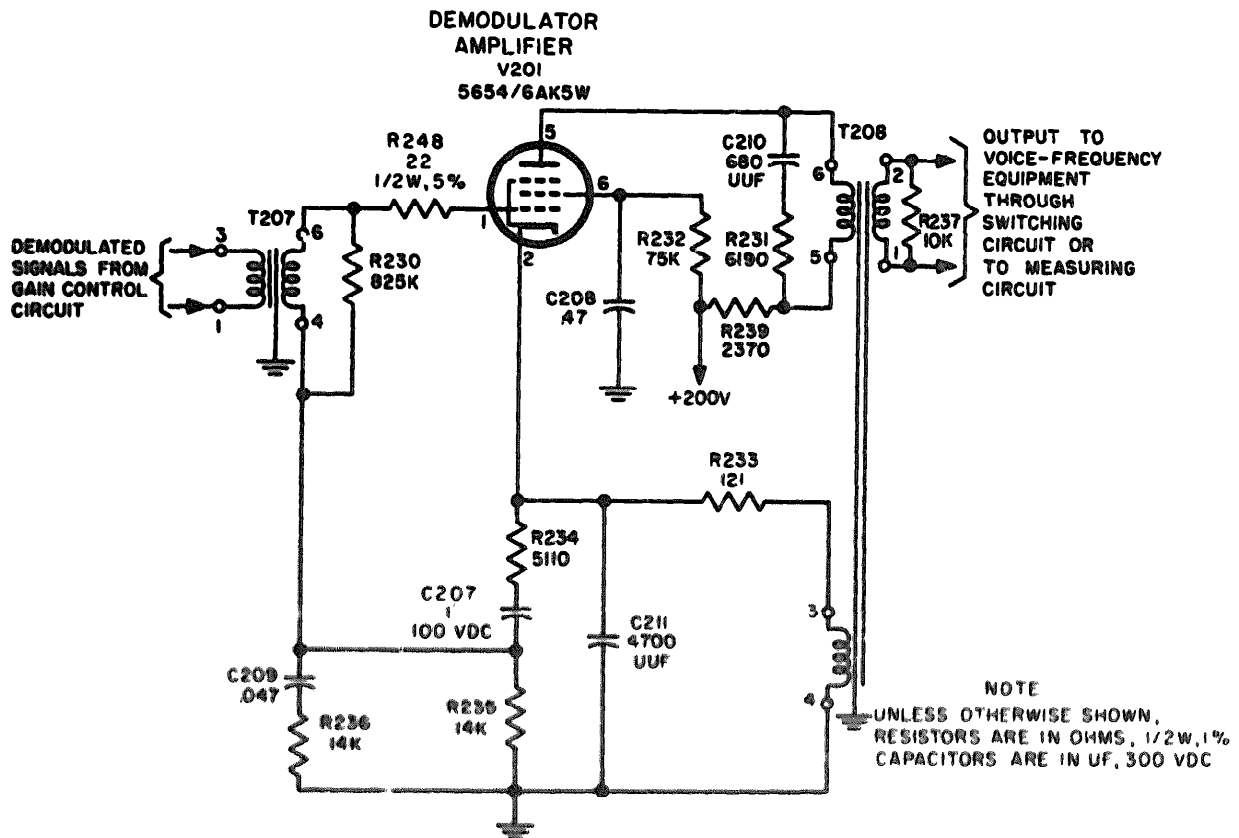 DEMODULATOR
AMPLIFIER
V201
5654/6AK5W
R248
22
1/2W, 5%
5
6
1
2
T207
3
1
6
4
DEMODULATED
SIGNALS FROM
GAIN CONTROL
CIRCUIT
R230
825K
C208
.47
R232
75K
C210
680
UUF
R231
6190
R239
2370
+200V
T208
6
5
2
1
R237
10K
OUTPUT TO
VOICE-FREQUENCY
EQUIPMENT
THROUGH
SWITCHING
CIRCUIT OR
TO MEASURING
CIRCUIT
R233
121
R234
5110
C207
1
100 VDC
C211
4700
UUF
3
4
C209
.047
R236
14K
R235
14K
NOTE
UNLESS OTHERWISE SHOWN,
RESISTORS ARE IN OHMS, 1/2W, 1%
CAPACITORS ARE IN UF, 300 VDC